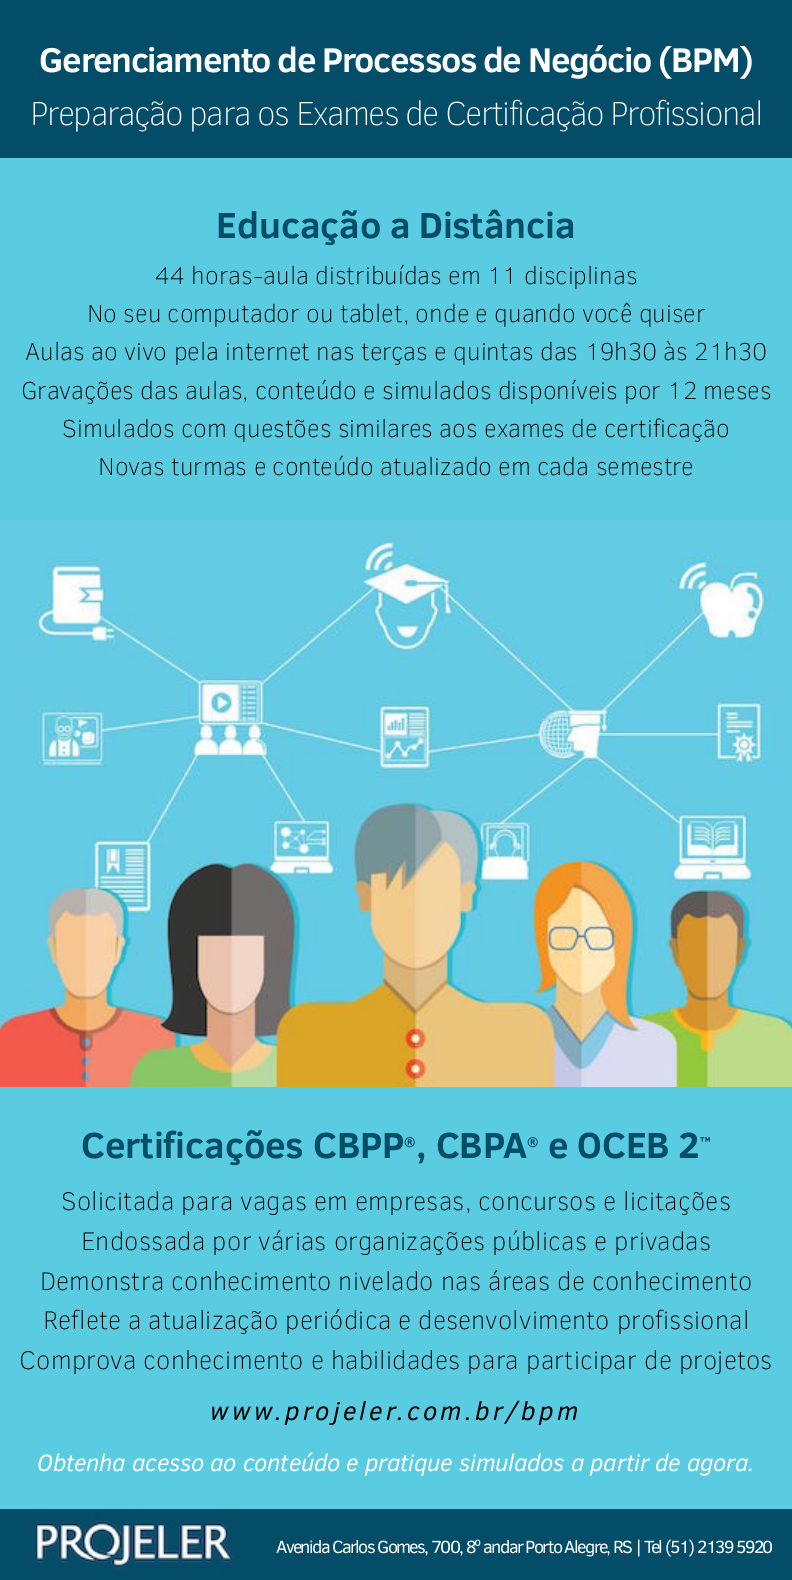 Gerenciamento de Processos de Negócio (BPM)
Preparação para os Exames de Certificação Profissional
Educação a Distância
44 horas-aula distribuídas em 11 disciplinas
No seu computador ou tablet, onde e quando você quiser
Aulas ao vivo pela internet nas terças e quintas das 19h30 às 21h30
Gravações das aulas, conteúdo e simulados disponíveis por 12 meses
Simulados com questões similares aos exames de certificação
Novas turmas e conteúdo atualizado em cada semestre
Certificações CBPP®, CBPA® e OCEB 2™
Solicitada para vagas em empresas, concursos e licitações
Endossada por várias organizações públicas e privadas
Demonstra conhecimento nivelado nas áreas de conhecimento
Reflete a atualização periódica e desenvolvimento profissional
Comprova conhecimento e habilidades para participar de projetos
www.projeler.com.br/bpm
Obtenha acesso ao conteúdo e pratique simulados a partir de agora.
PROJELER
Avenida Carlos Gomes, 700, 8º andar Porto Alegre, RS | Tel (51) 2139 5920